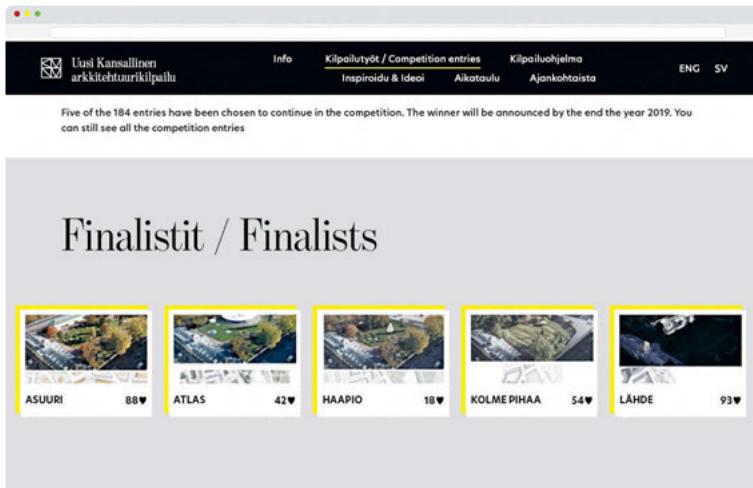 Uusi Kansallinen
arkkitehtuurikilpailu
Info
Kilpailutyöt / Competition entries
Kilpailuohjelma
Inspiroidu & Ideoi
Aikataulu
Ajankohtaista
ENG SV
Five of the 184 entries have been chosen to continue in the competition. The winner will be announced by the end the year 2019. You
can still see all the competition entries
Finalistit / Finalists
ASUURI 88♥
ATLAS 42♥
HAAPIO 18♥
KOLME PIHAA 54♥
LÄHDE 93♥